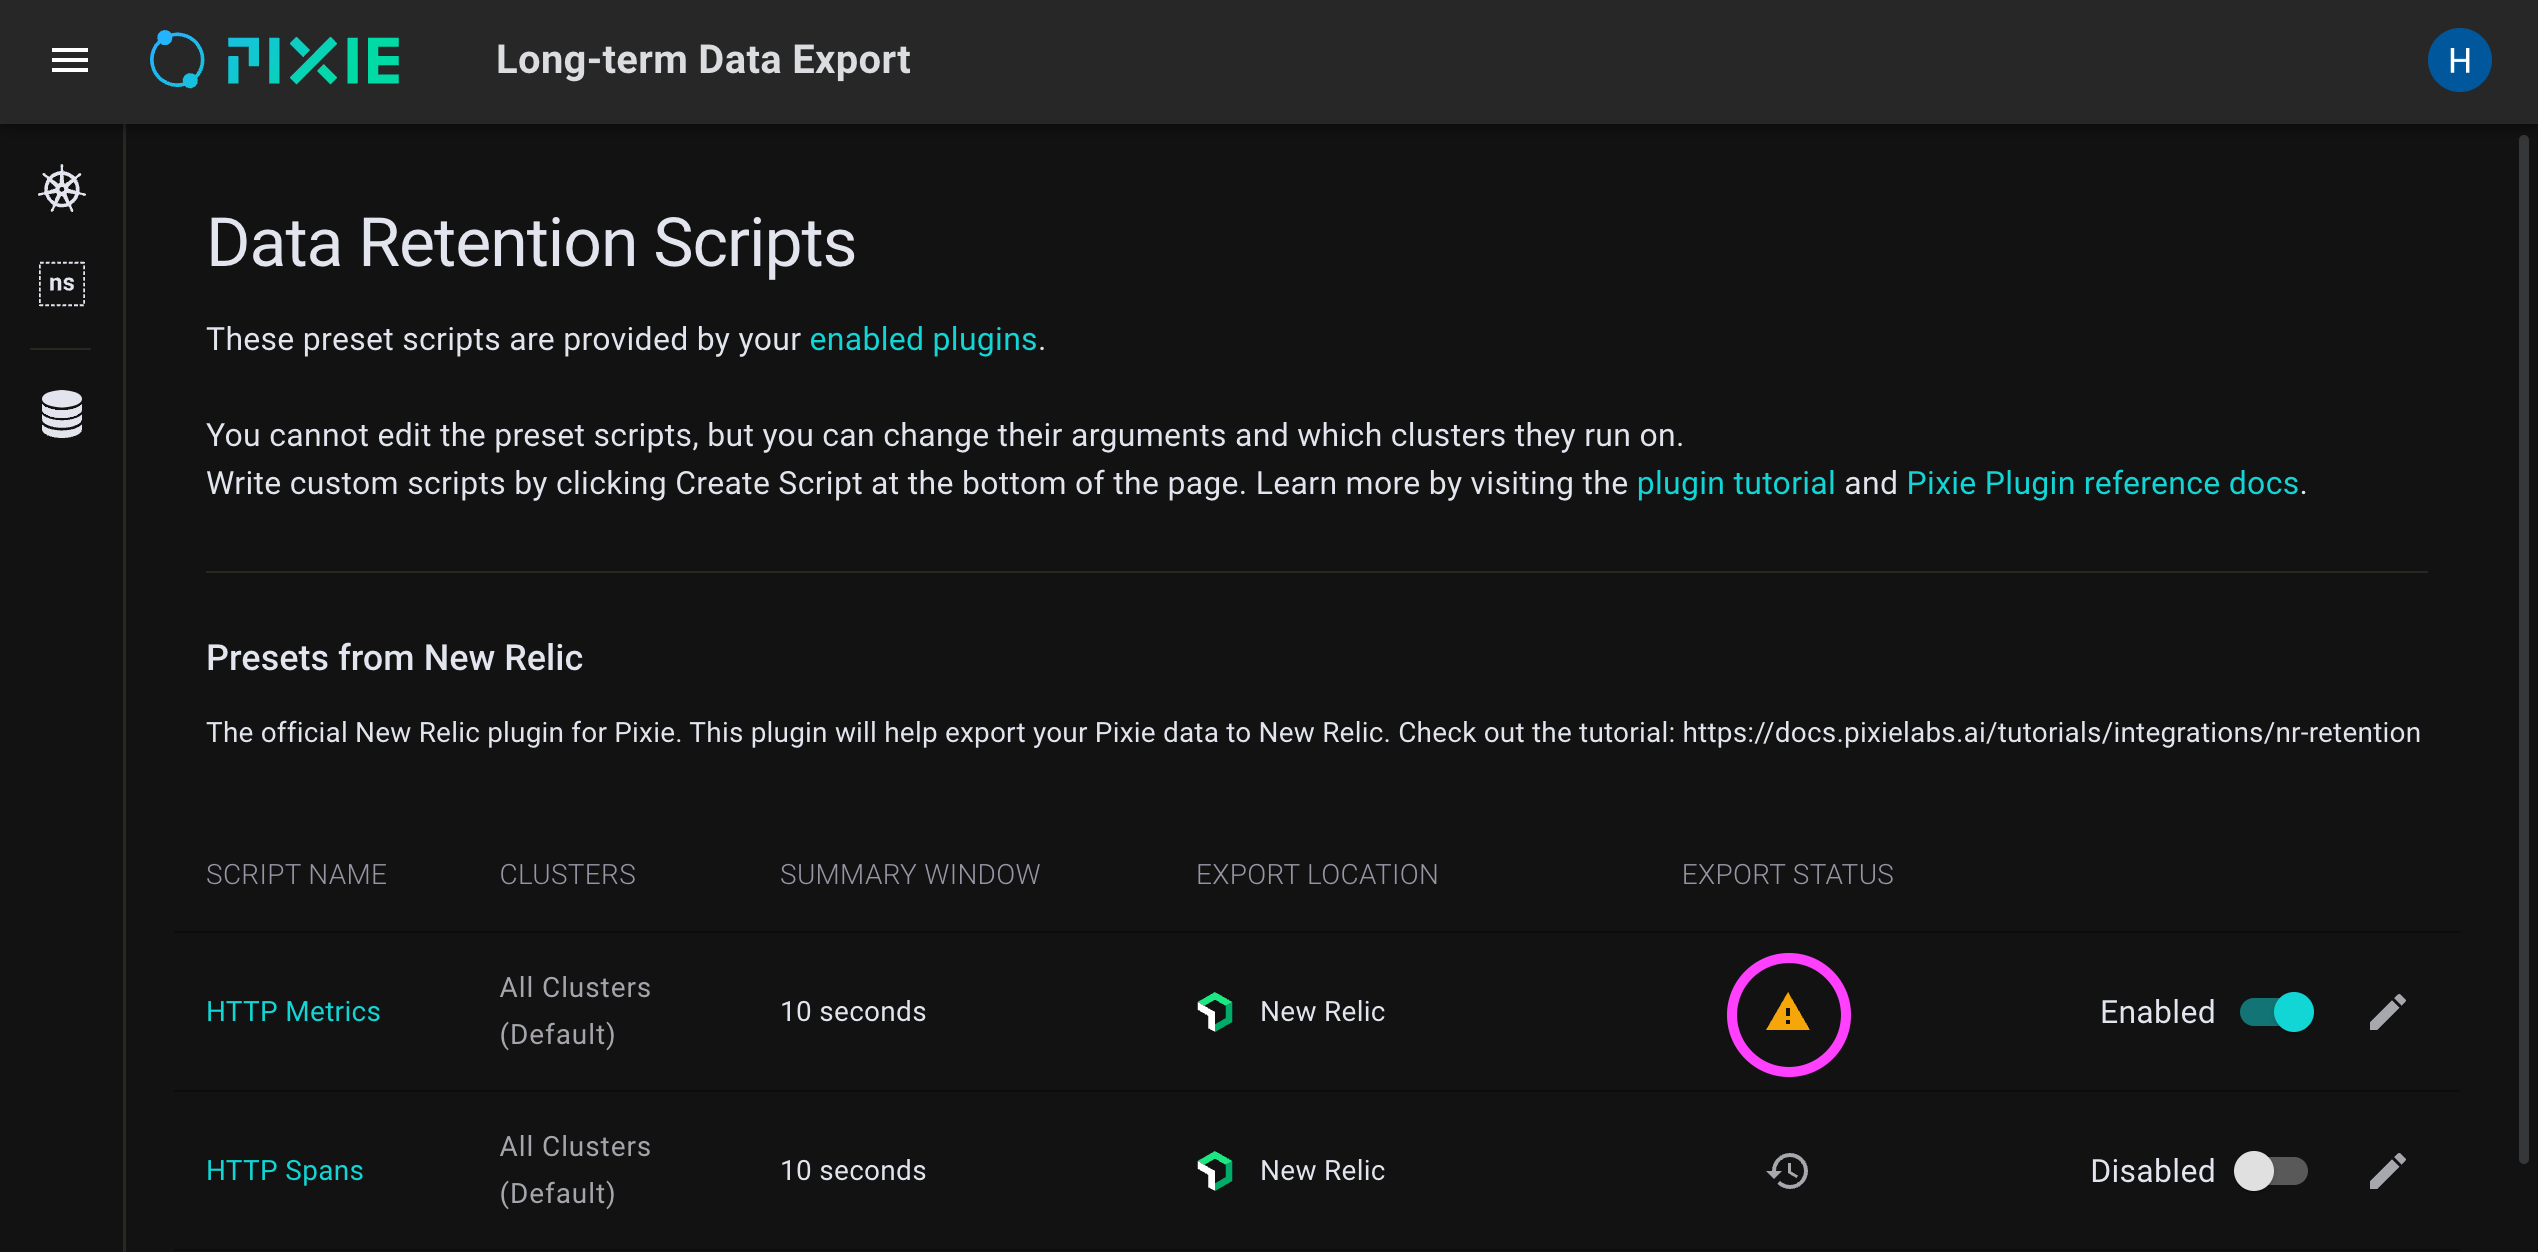 PIXIE
Long-term Data Export
H
ns
Data Retention Scripts
These preset scripts are provided by your enabled plugins.
You cannot edit the preset scripts, but you can change their arguments and which clusters they run on.
Write custom scripts by clicking Create Script at the bottom of the page. Learn more by visiting the plugin tutorial and Pixie Plugin reference docs.
Presets from New Relic
The official New Relic plugin for Pixie. This plugin will help export your Pixie data to New Relic. Check out the tutorial: https://docs.pixielabs.ai/tutorials/integrations/nr-retention
SCRIPT NAME CLUSTERS SUMMARY WINDOW EXPORT LOCATION EXPORT STATUS
HTTP Metrics All Clusters (Default) 10 seconds New Relic Enabled
HTTP Spans All Clusters (Default) 10 seconds New Relic Disabled